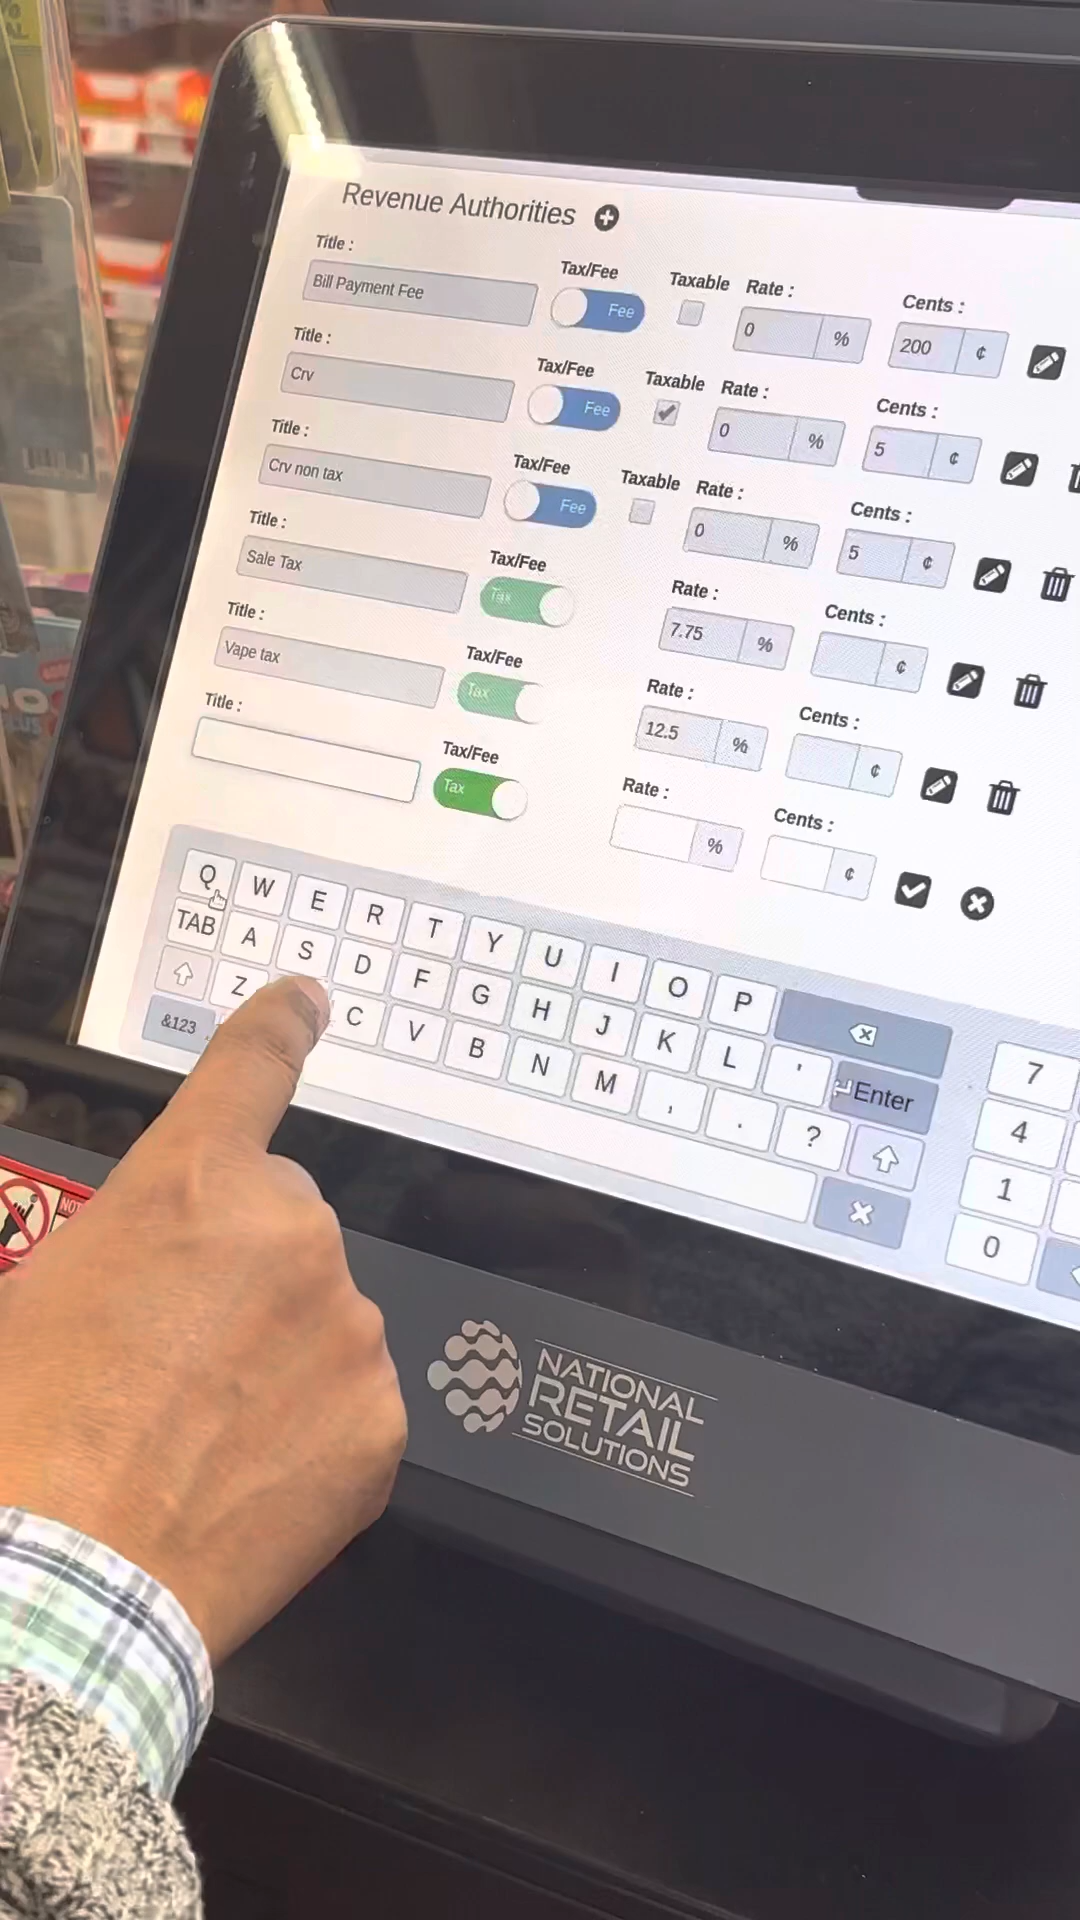 Revenue Authorities
Title :
Tax/Fee
Taxable
Rate :
Cents :
Bill Payment Fee
Fee
0
%
200
¢
Title :
Tax/Fee
Taxable
Rate :
Cents :
Crv
Fee
0
%
5
¢
Title :
Tax/Fee
Taxable
Rate :
Cents :
Crv non tax
Fee
0
%
5
¢
Title :
Tax/Fee
Rate :
Cents :
Sale Tax
Tax
7.75
%
¢
Title :
Tax/Fee
Rate :
Cents :
Vape tax
Tax
12.5
%
¢
Title :
Tax/Fee
Rate :
Cents :
Tax
%
¢
Q W E R T Y U I O P
TAB A S D F G H J K L ' Enter
Z C V B N M , . ?
&123
7
4
1
0
NATIONAL
RETAIL
SOLUTIONS